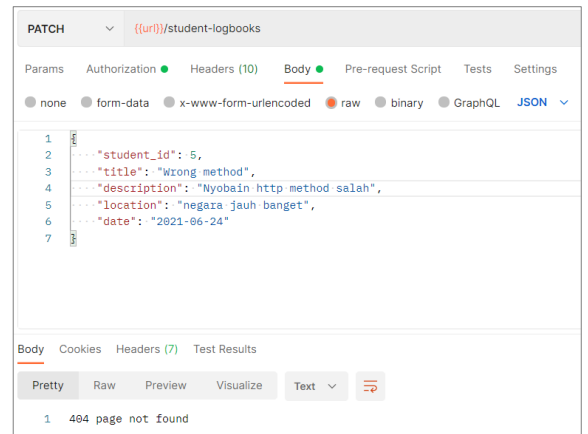 PATCH {{url}}/student-logbooks
Params Authorization Headers (10) Body Pre-request Script Tests Settings
none form-data x-www-form-urlencoded raw binary GraphQL JSON
1 {
2 "student_id": 5,
3 "title": "Wrong method",
4 "description": "Nyobain http method salah",
5 "location": "negara jauh banget",
6 "date": "2021-06-24"
7 }
Body Cookies Headers (7) Test Results
Pretty Raw Preview Visualize Text
1 404 page not found